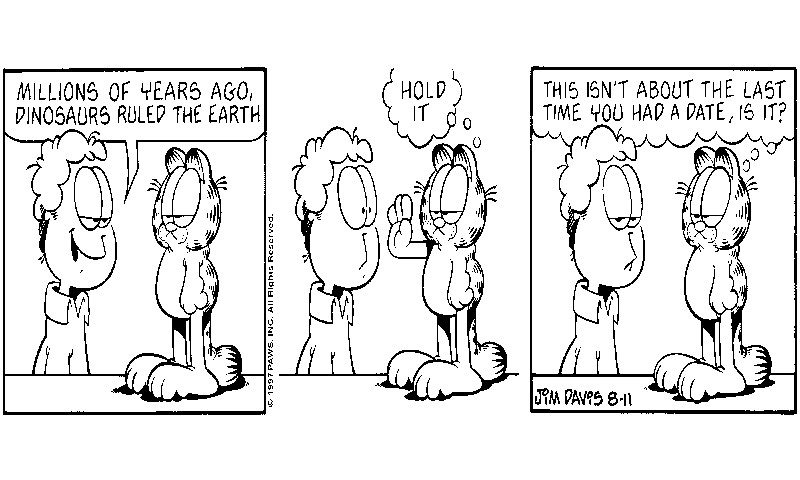 MILLIONS OF YEARS AGO,
DINOSAURS RULED THE EARTH
HOLD
IT
THIS ISN'T ABOUT THE LAST
TIME YOU HAD A DATE, IS IT?
© 1997 PAWS, INC. All Rights Reserved.
JIM DAVIS 8-11